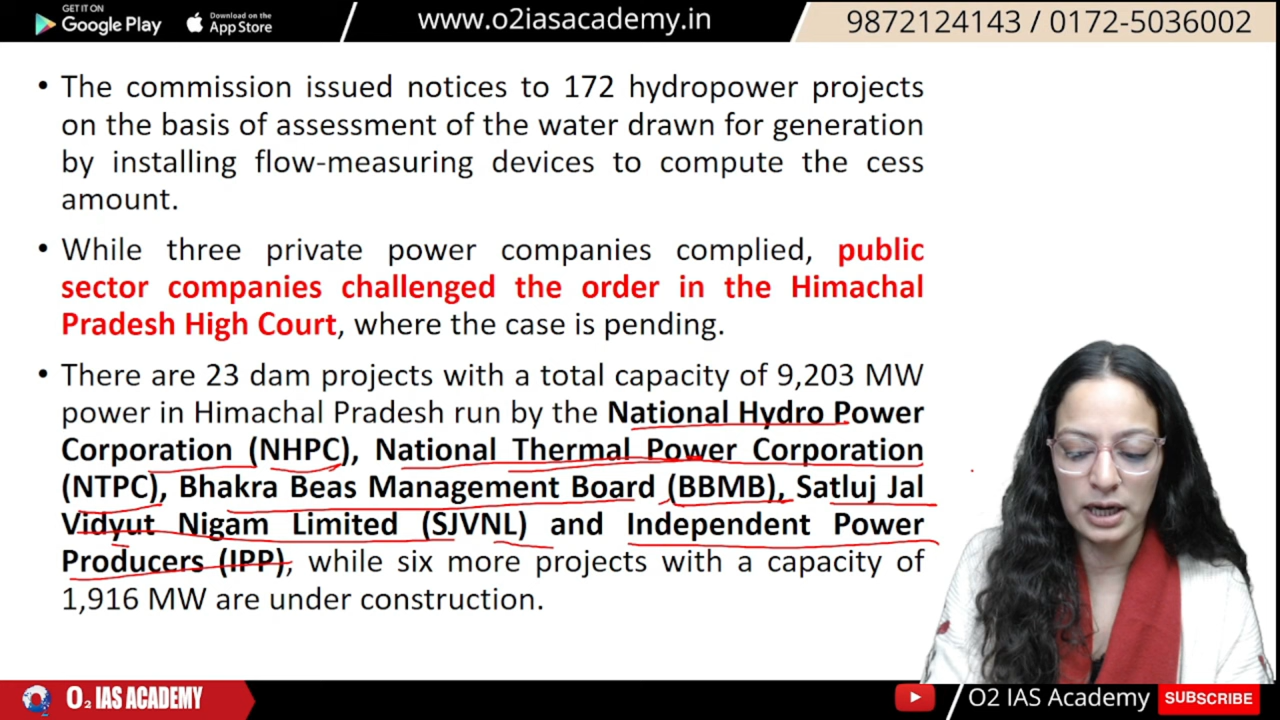 GET IT ON
Google Play
Download on the
App Store
www.o2iasacademy.in
9872124143 / 0172-5036002
• The commission issued notices to 172 hydropower projects
on the basis of assessment of the water drawn for generation
by installing flow-measuring devices to compute the cess
amount.
• While three private power companies complied, public
sector companies challenged the order in the Himachal
Pradesh High Court, where the case is pending.
• There are 23 dam projects with a total capacity of 9,203 MW
power in Himachal Pradesh run by the National Hydro Power
Corporation (NHPC), National Thermal Power Corporation
(NTPC), Bhakra Beas Management Board (BBMB), Satluj Jal
Vidyut Nigam Limited (SJVNL) and Independent Power
Producers (IPP), while six more projects with a capacity of
1,916 MW are under construction.
O2 IAS ACADEMY
O2 IAS Academy
SUBSCRIBE